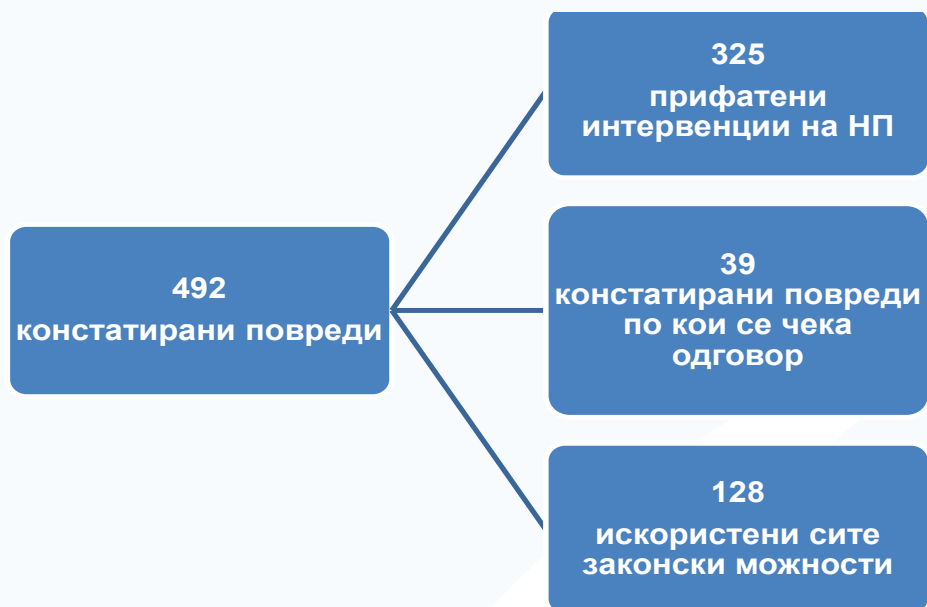 325
прифатени
интервенции на НП
492
констатирани повреди
39
констатирани повреди
по кои се чека
одговор
128
искористени сите
законски можности